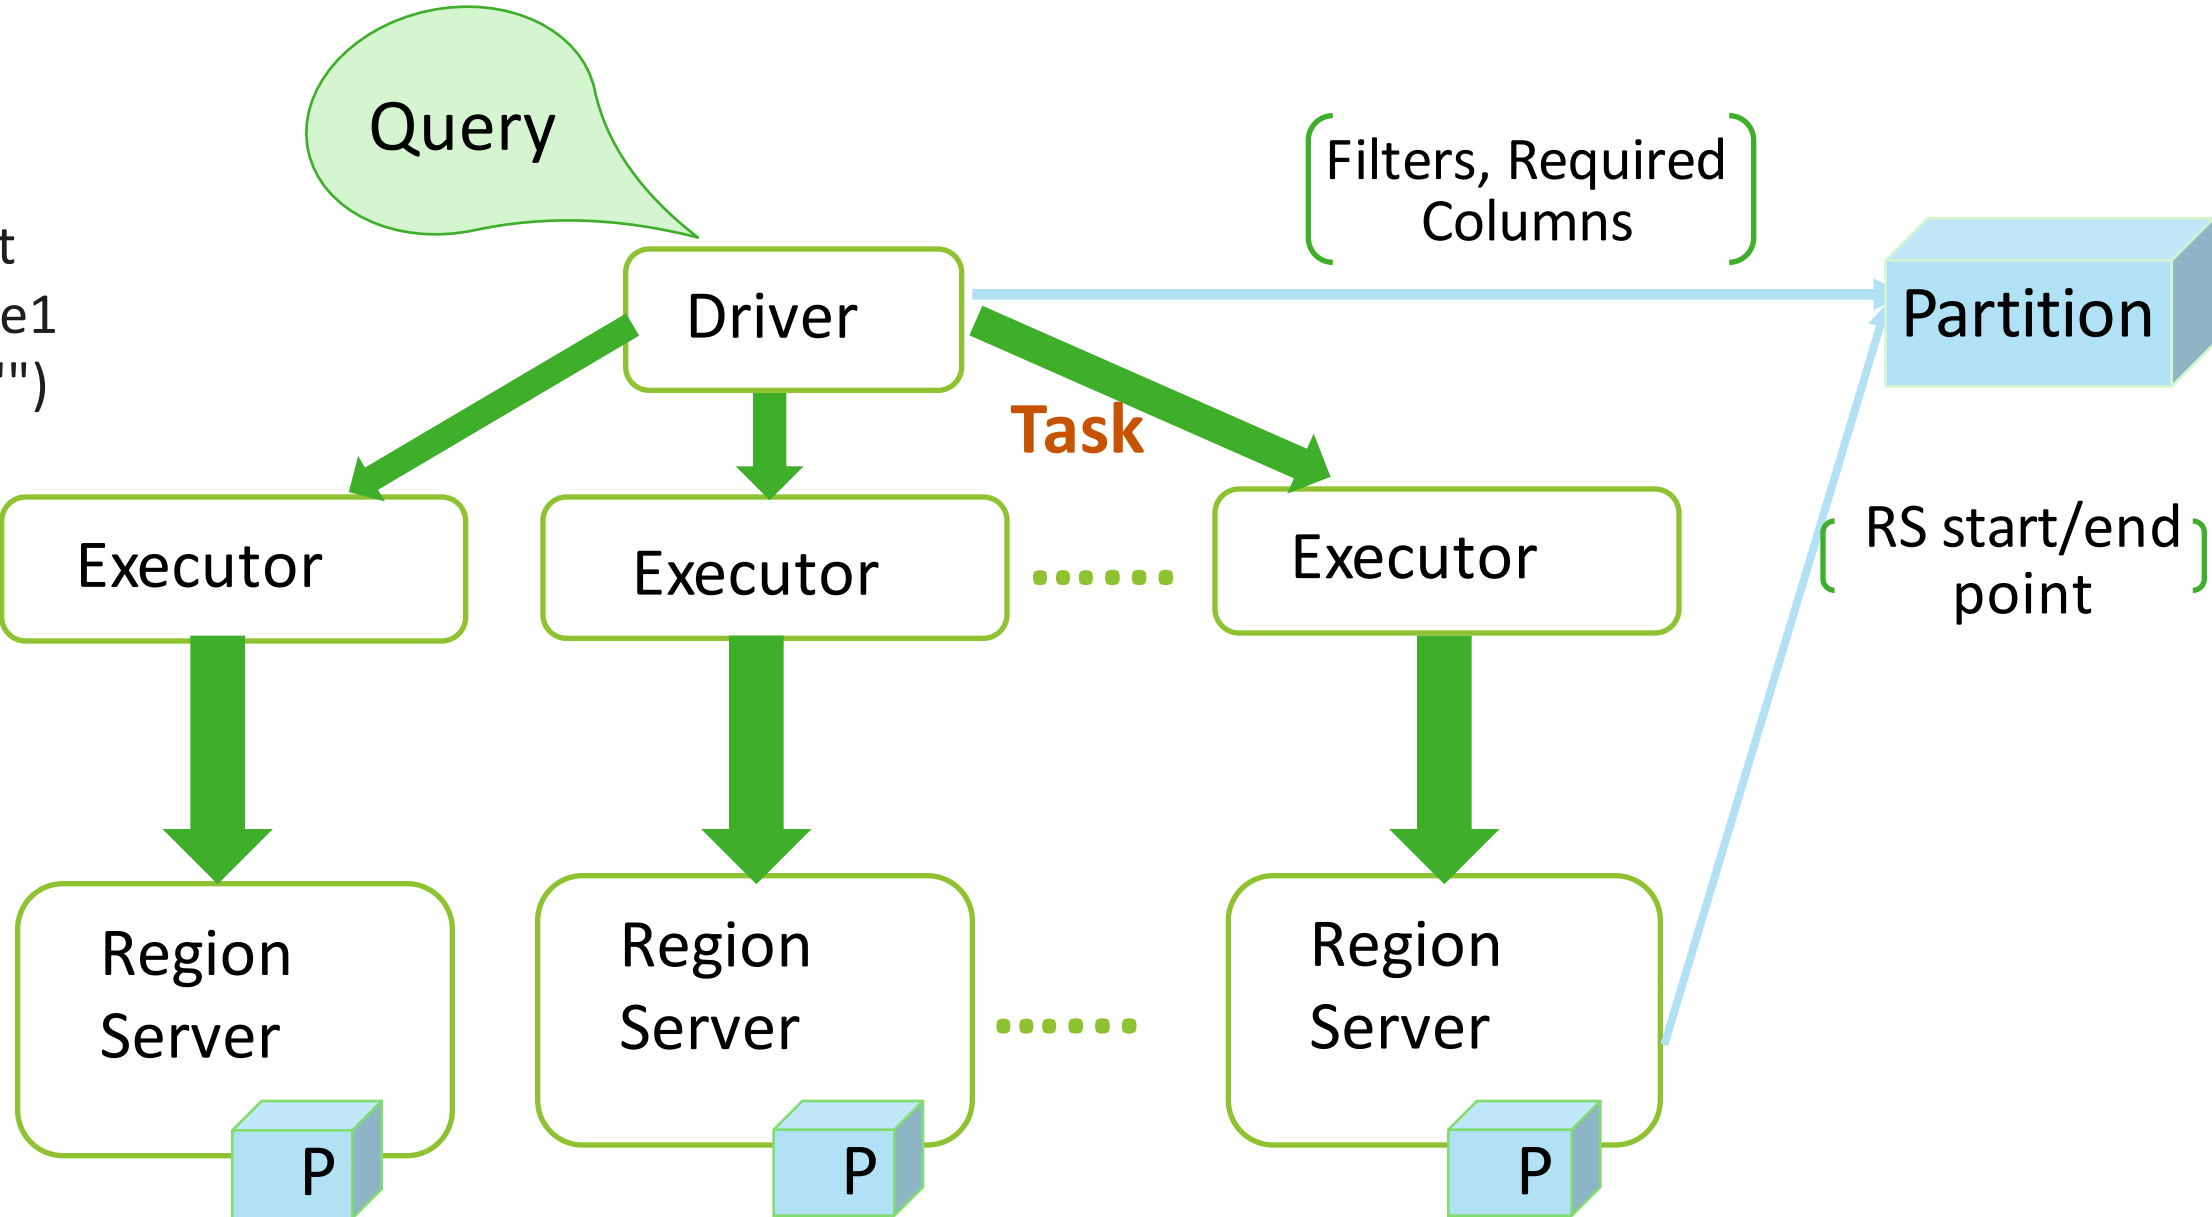 Query
Filters, Required
Columns
t
e1
'"")
Driver
Partition
Task
Executor
Executor
Executor
RS start/end
point
Region
Server
Region
Server
Region
Server
P
P
P